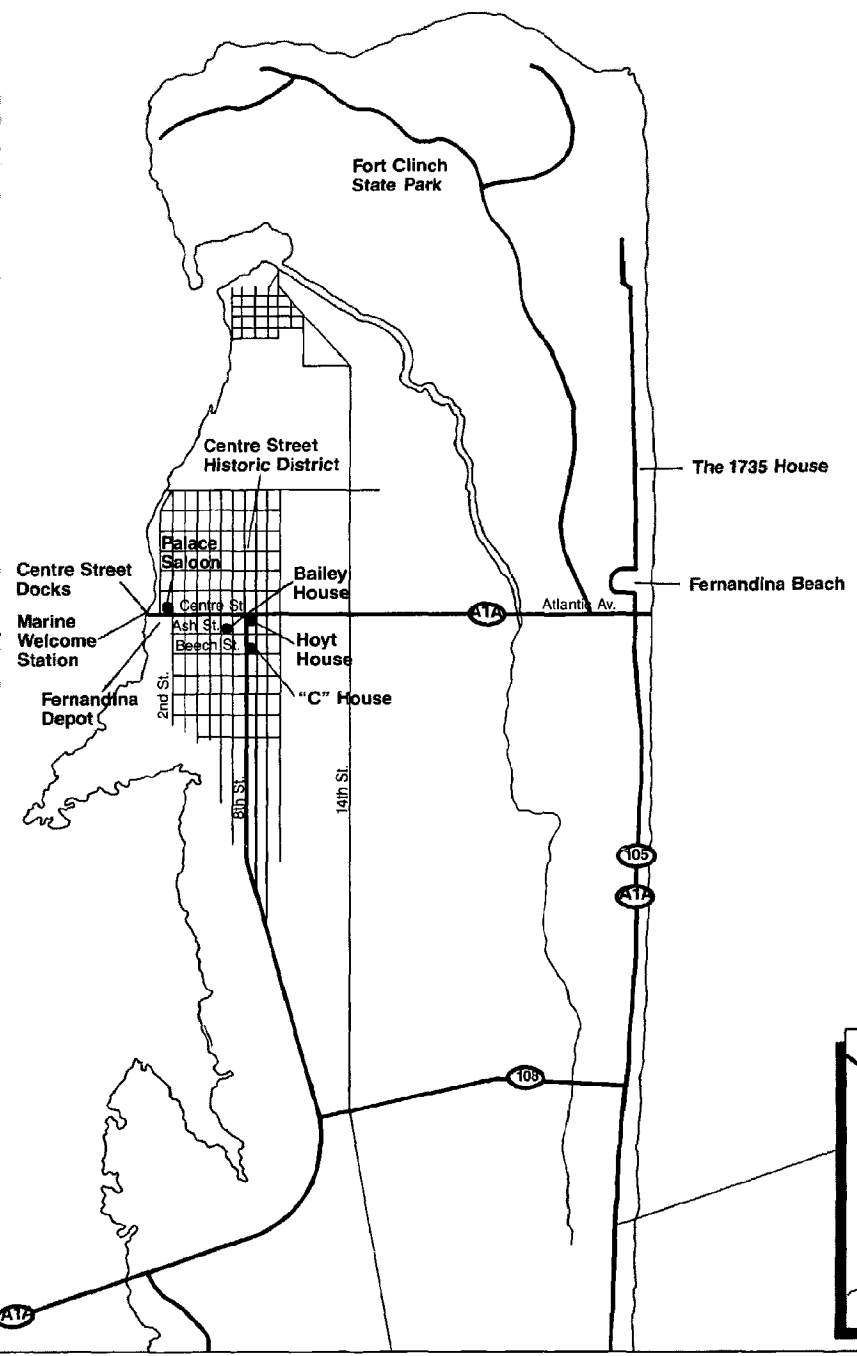 Fort Clinch
State Park
Centre Street
Historic District
The 1735 House
Palace
Saloon
Centre Street
Docks
Bailey
House
Fernandina Beach
Centre St.
A1A
Atlantic Av.
Marine
Welcome
Station
Ash St.
Hoyt
House
Beech St.
"C" House
Fernandina
Depot
2nd St.
8th St.
14th St.
105
A1A
108
A1A